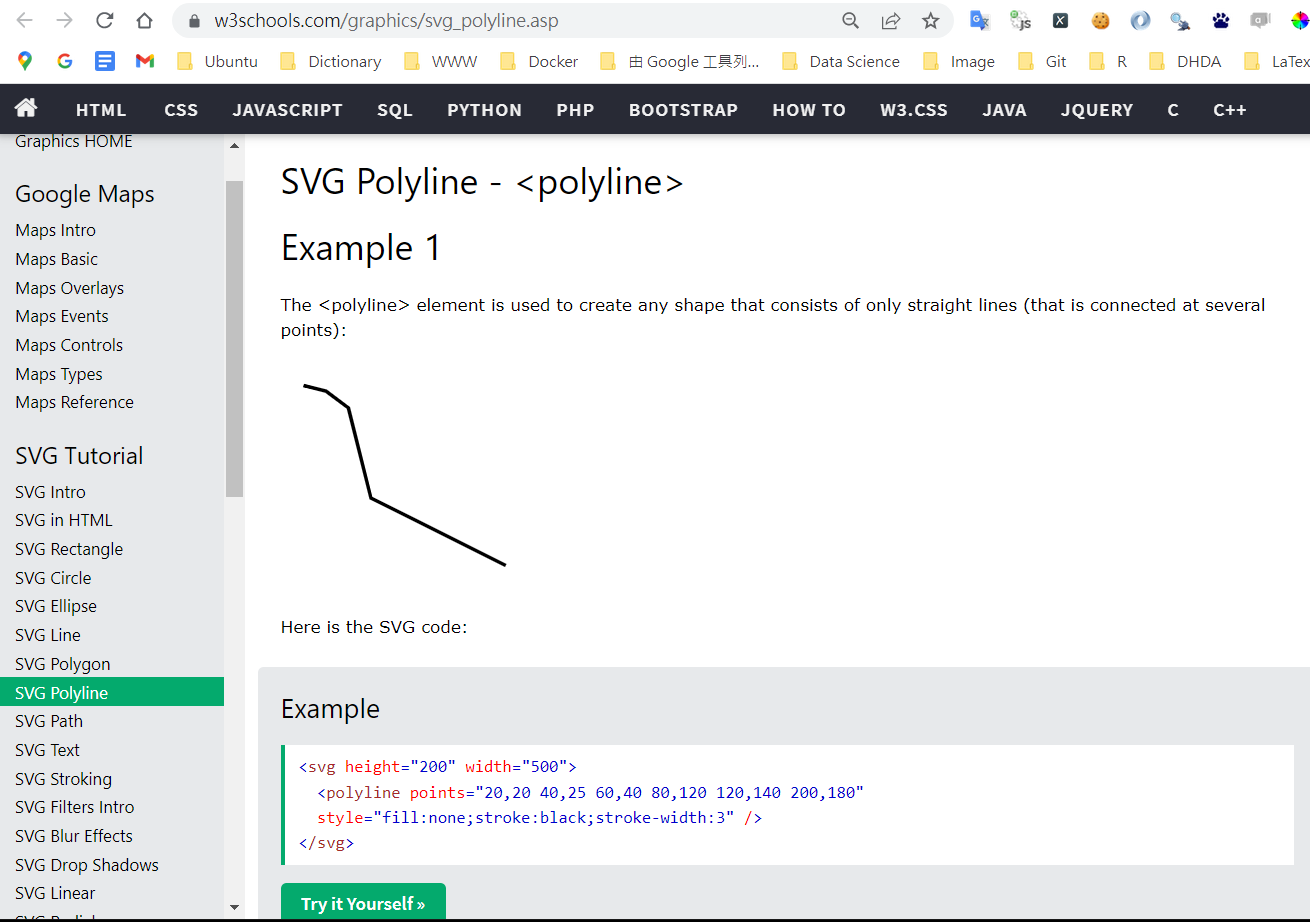 w3schools.com/graphics/svg_polyline.asp
Ubuntu Dictionary WWW Docker 由 Google 工具列... Data Science Image Git R DHDA LaTex
HTML CSS JAVASCRIPT SQL PYTHON PHP BOOTSTRAP HOW TO W3.CSS JAVA JQUERY C C++
Graphics HOME
Google Maps
Maps Intro
Maps Basic
Maps Overlays
Maps Events
Maps Controls
Maps Types
Maps Reference
SVG Tutorial
SVG Intro
SVG in HTML
SVG Rectangle
SVG Circle
SVG Ellipse
SVG Line
SVG Polygon
SVG Polyline
SVG Path
SVG Text
SVG Stroking
SVG Filters Intro
SVG Blur Effects
SVG Drop Shadows
SVG Linear
SVG Polyline - <polyline>
Example 1
The <polyline> element is used to create any shape that consists of only straight lines (that is connected at several
points):
Here is the SVG code:
Example
<svg height="200" width="500">
<polyline points="20,20 40,25 60,40 80,120 120,140 200,180"
style="fill:none;stroke:black;stroke-width:3" />
</svg>
Try it Yourself »